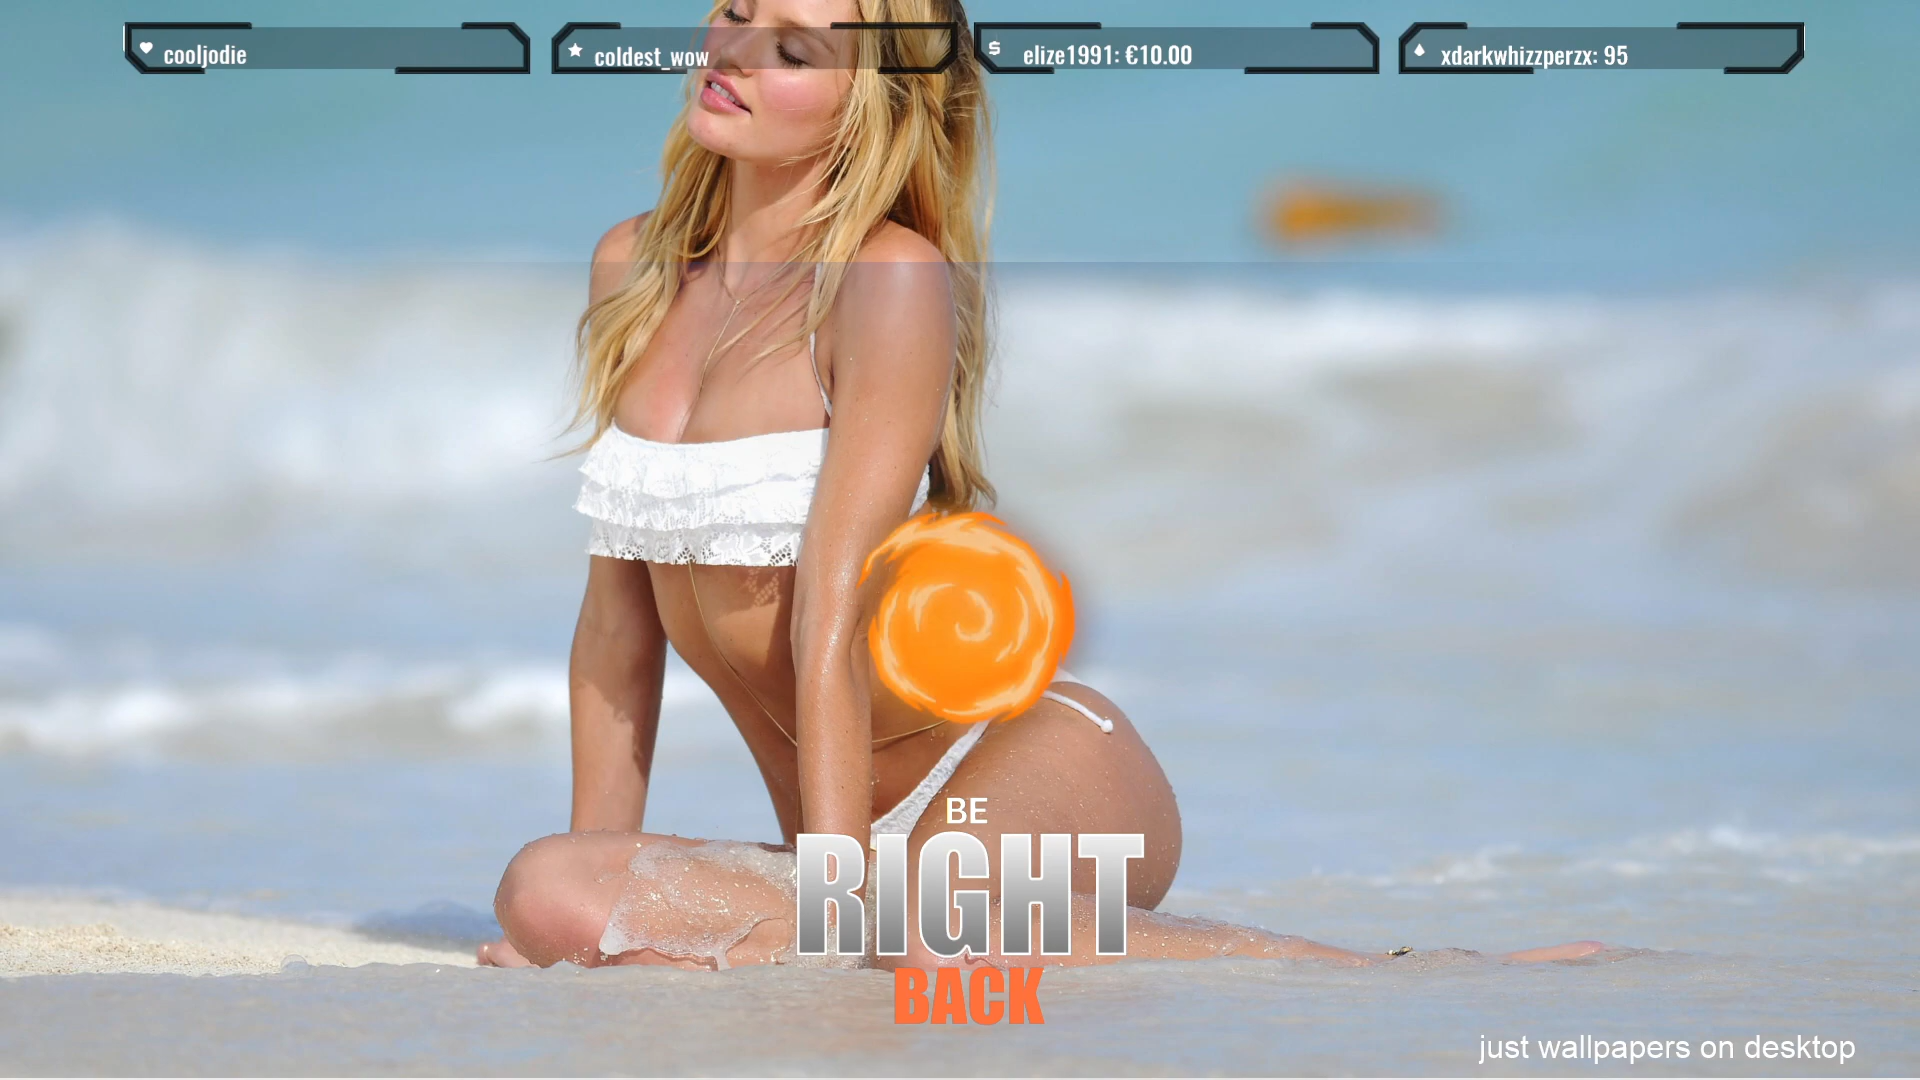 cooljodie
coldest_wow
$ elize1991: €10.00
xdarkwhizzperzx: 95
BE
RIGHT
BACK
just wallpapers on desktop